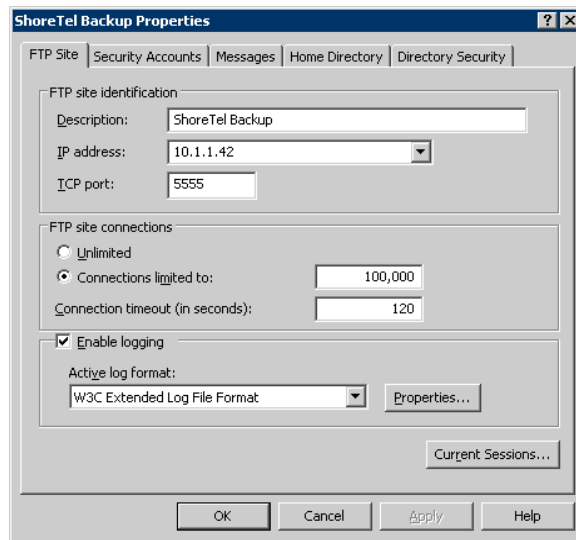 ShoreTel Backup Properties
FTP Site Security Accounts Messages Home Directory Directory Security
FTP site identification
Description: ShoreTel Backup
IP address: 10.1.1.42
TCP port: 5555
FTP site connections
Unlimited
Connections limited to: 100,000
Connection timeout (in seconds): 120
Enable logging
Active log format:
W3C Extended Log File Format Properties...
Current Sessions...
OK Cancel Apply Help